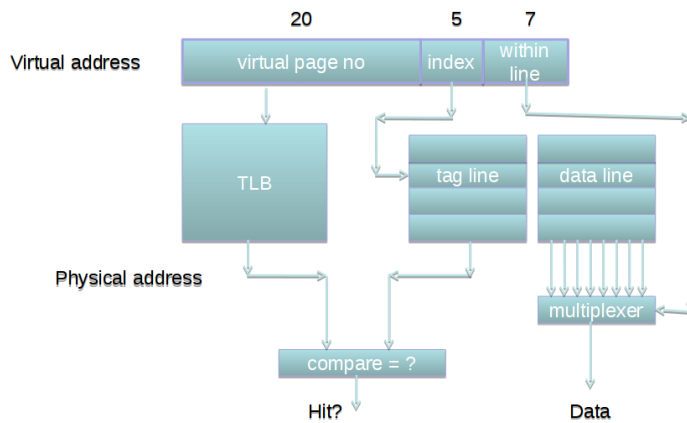 20 5 7
Virtual address
virtual page no
index
within
line
TLB
tag line
data line
Physical address
multiplexer
compare = ?
Hit?
Data